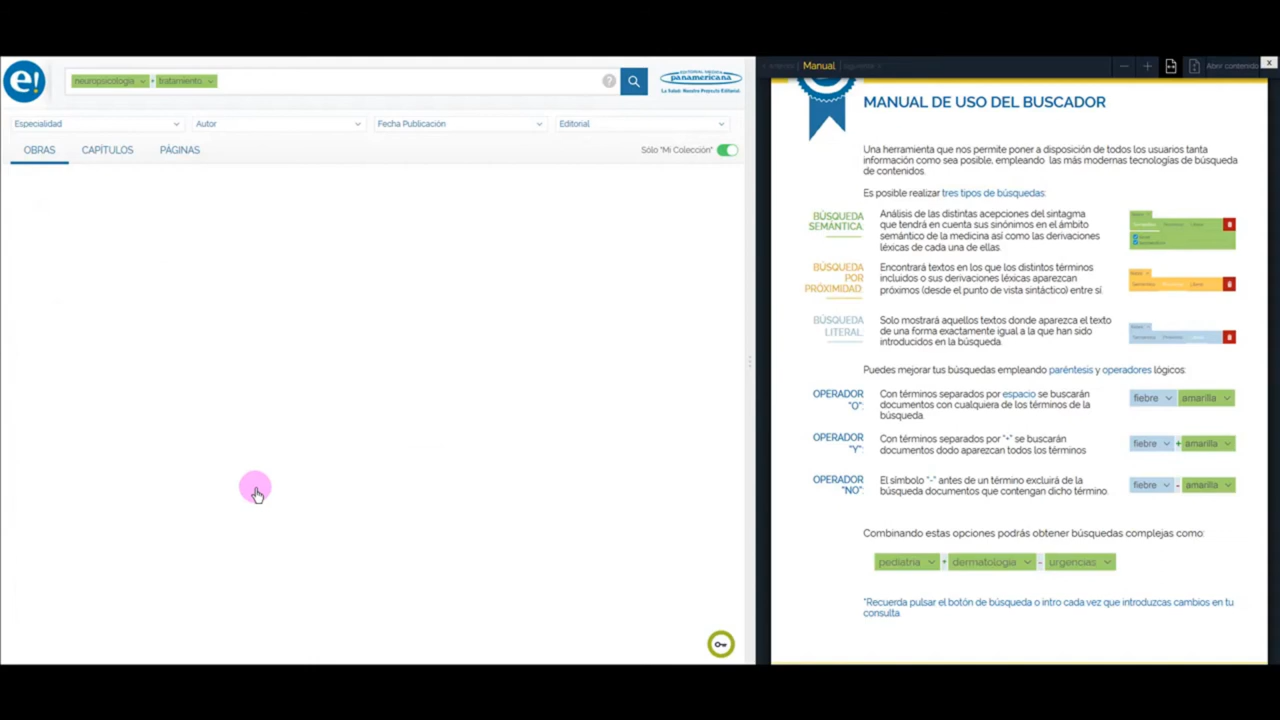 e!
neuropsicología + tratamiento
?
EDITORIAL MEDICA
panamericana
La Salud: Nuestro Proyecto Editorial
Especialidad
Autor
Fecha Publicación
Editorial
OBRAS
CAPÍTULOS
PÁGINAS
Sólo "Mi Colección"
Manual
Abrir contenido
x
MANUAL DE USO DEL BUSCADOR
Una herramienta que nos permite poner a disposición de todos los usuarios tanta
información como sea posible, empleando las más modernas tecnologías de búsqueda
de contenidos.
Es posible realizar tres tipos de búsquedas:
BÚSQUEDA
SEMÁNTICA:
Análisis de las distintas acepciones del sintagma
que tendrá en cuenta sus sinónimos en el ámbito
semántico de la medicina así como las derivaciones
léxicas de cada una de ellas.
BÚSQUEDA
POR
PRÓXIMIDAD:
Encontrará textos en los que los distintos términos
incluidos o sus derivaciones léxicas aparezcan
próximos (desde el punto de vista sintáctico) entre sí.
BÚSQUEDA
LITERAL:
Solo mostrará aquellos textos donde aparezca el texto
de una forma exactamente igual a la que han sido
introducidos en la búsqueda.
Puedes mejorar tus búsquedas empleando paréntesis y operadores lógicos:
OPERADOR
"O":
Con términos separados por espacio se buscarán
documentos con cualquiera de los términos de la
búsqueda.
fiebre amarilla
OPERADOR
"Y":
Con términos separados por "+" se buscarán
documentos dodo aparezcan todos los términos
fiebre + amarilla
OPERADOR
"NO":
El símbolo "-" antes de un término excluirá de la
búsqueda documentos que contengan dicho término.
fiebre - amarilla
Combinando estas opciones podrás obtener búsquedas complejas como:
pediatria + dermatologia - urgencias
*Recuerda pulsar el botón de búsqueda o intro cada vez que introduzcas cambios en tu
consulta.